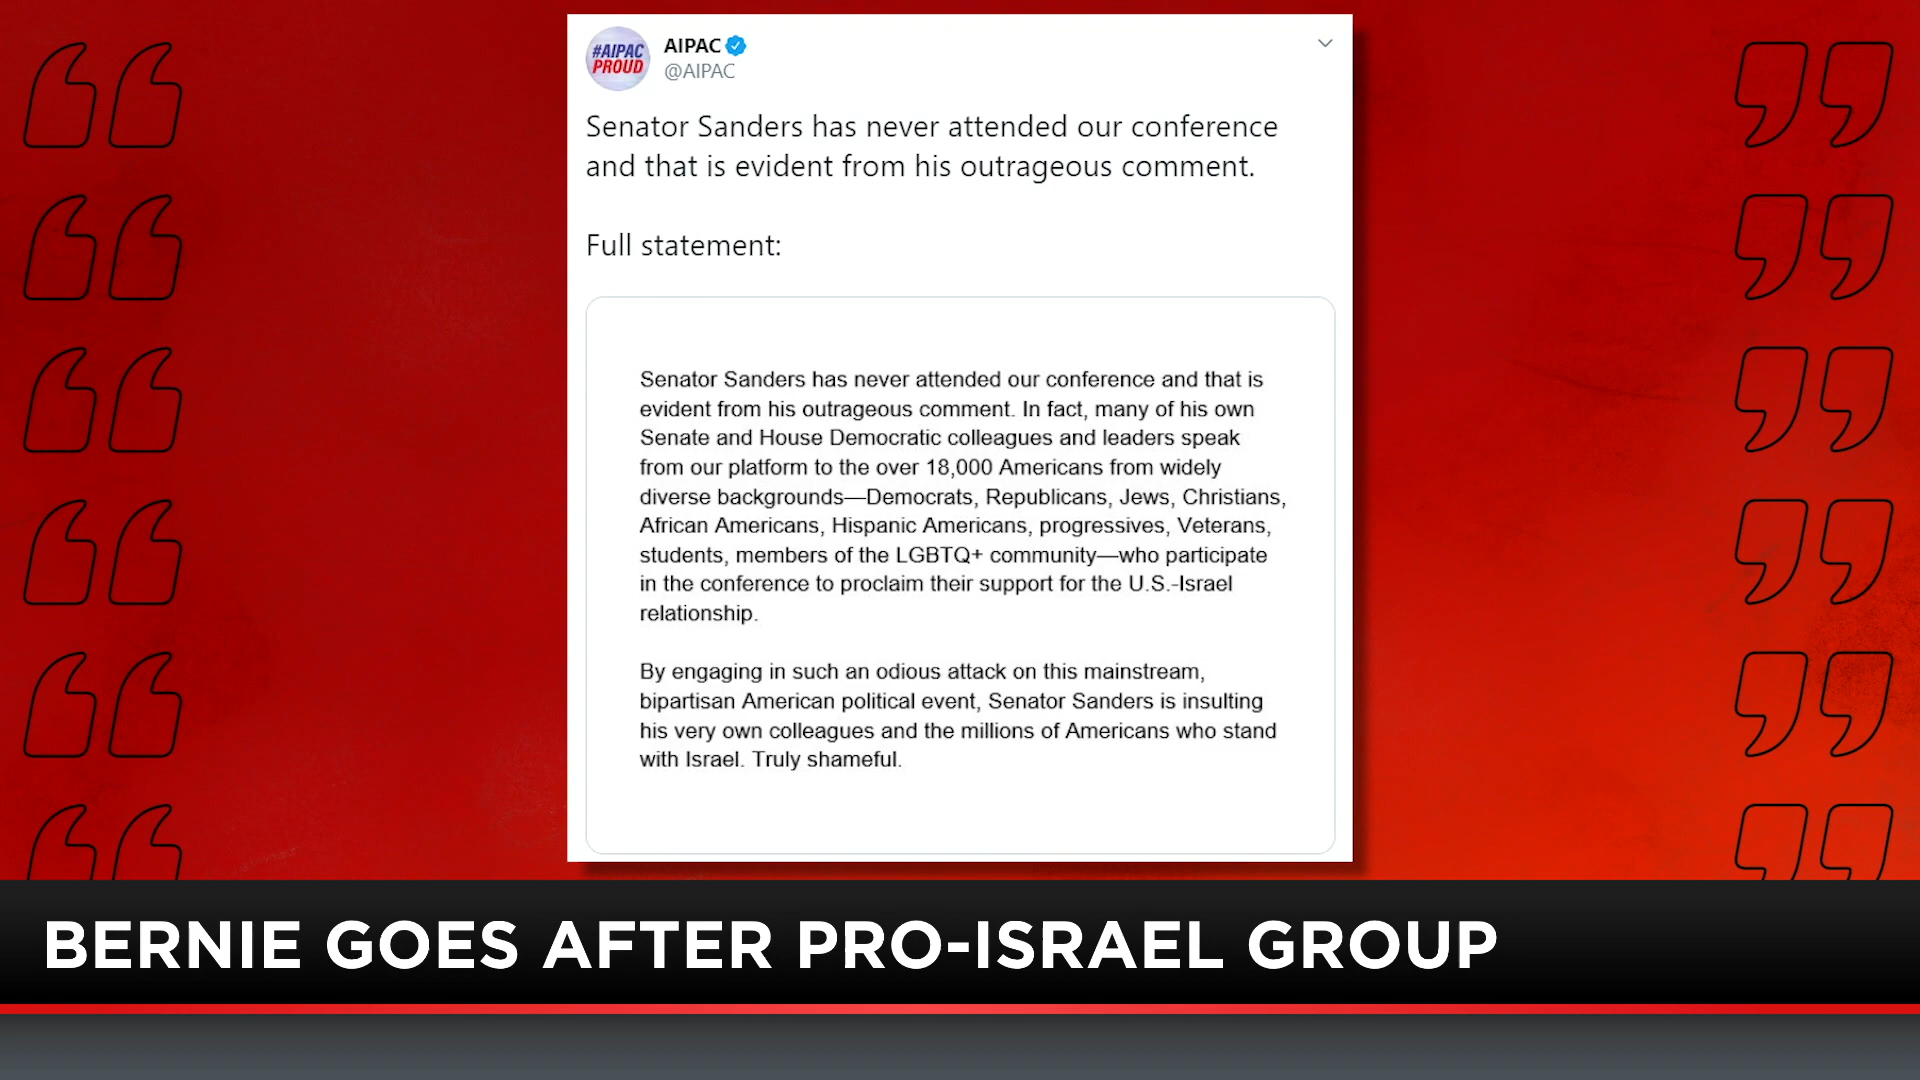 #AIPAC
PROUD
AIPAC
@AIPAC
Senator Sanders has never attended our conference
and that is evident from his outrageous comment.
Full statement:
Senator Sanders has never attended our conference and that is
evident from his outrageous comment. In fact, many of his own
Senate and House Democratic colleagues and leaders speak
from our platform to the over 18,000 Americans from widely
diverse backgrounds—Democrats, Republicans, Jews, Christians,
African Americans, Hispanic Americans, progressives, Veterans,
students, members of the LGBTQ+ community—who participate
in the conference to proclaim their support for the U.S.-Israel
relationship.
By engaging in such an odious attack on this mainstream,
bipartisan American political event, Senator Sanders is insulting
his very own colleagues and the millions of Americans who stand
with Israel. Truly shameful.
BERNIE GOES AFTER PRO-ISRAEL GROUP